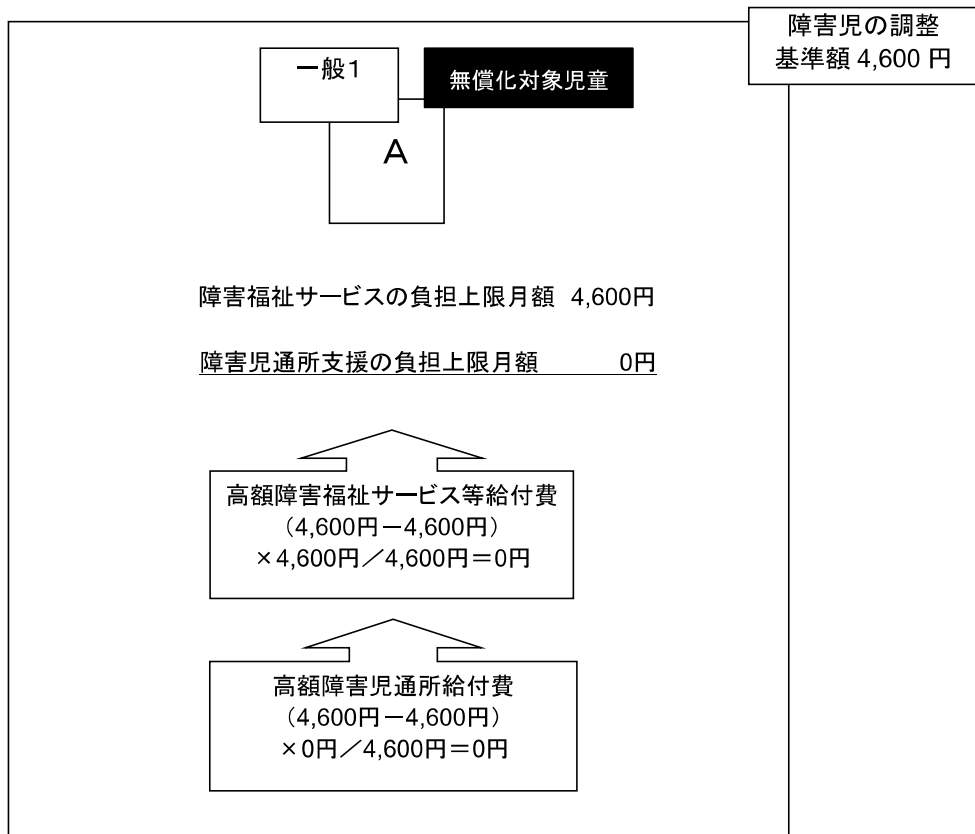 障害児の調整
基準額 4,600 円
一般１
無償化対象児童
Ａ
障害福祉サービスの負担上限月額 4,600円
障害児通所支援の負担上限月額 0円
高額障害福祉サービス等給付費
（4,600円－4,600円）
×4,600円／4,600円＝0円
高額障害児通所給付費
（4,600円－4,600円）
×0円／4,600円＝0円